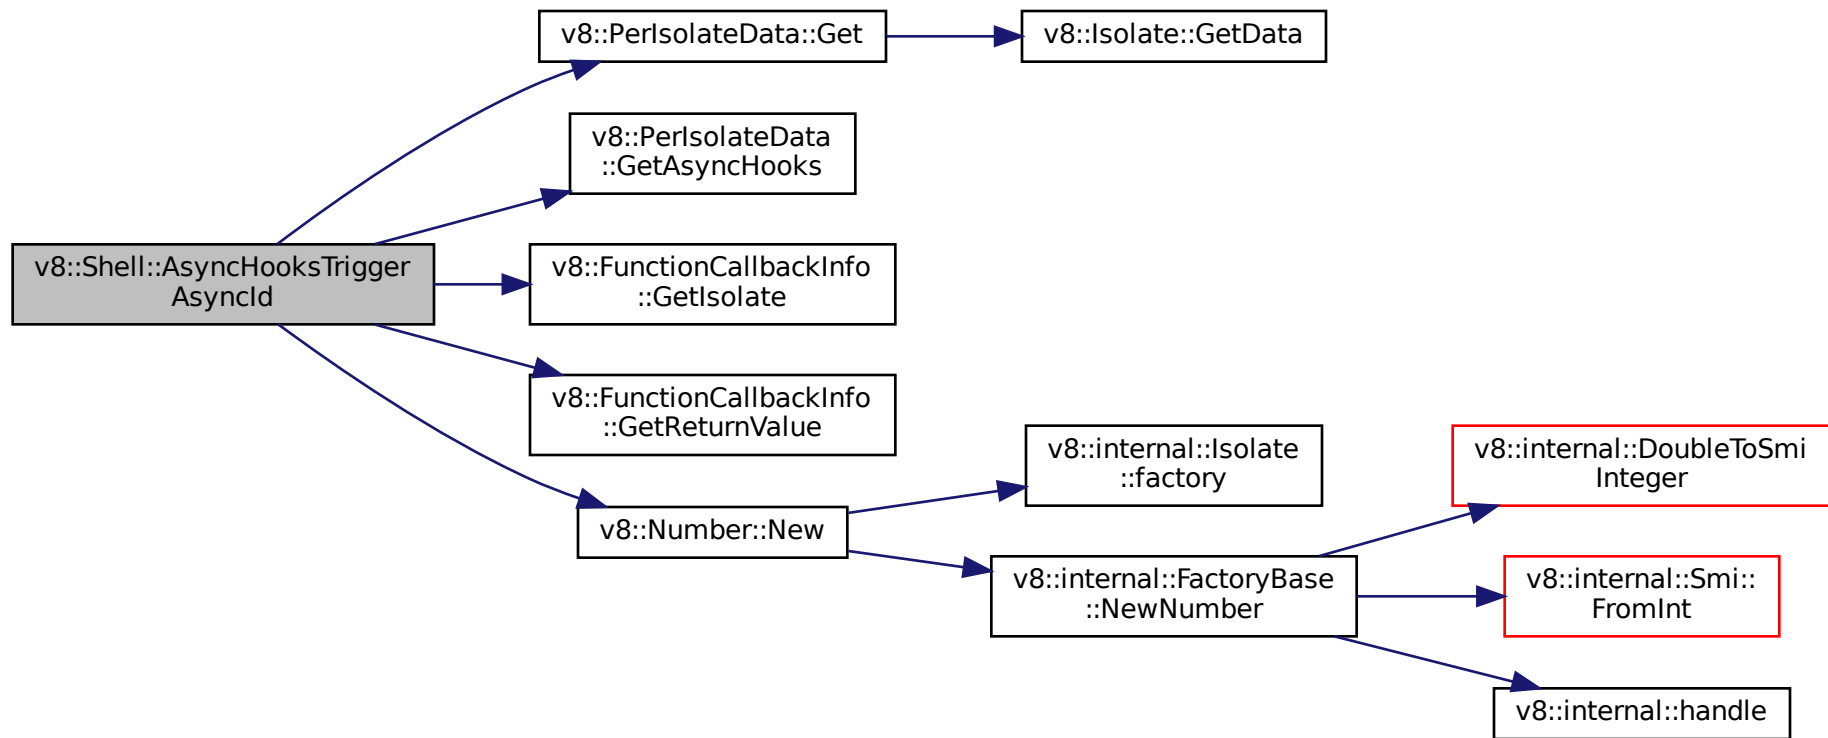 v8::PerIsolateData::Get
v8::Isolate::GetData
v8::PerIsolateData
::GetAsyncHooks
v8::Shell::AsyncHooksTrigger
AsyncId
v8::FunctionCallbackInfo
::GetIsolate
v8::FunctionCallbackInfo
::GetReturnValue
v8::Number::New
v8::internal::Isolate
::factory
v8::internal::FactoryBase
::NewNumber
v8::internal::DoubleToSmi
Integer
v8::internal::Smi::
FromInt
v8::internal::handle